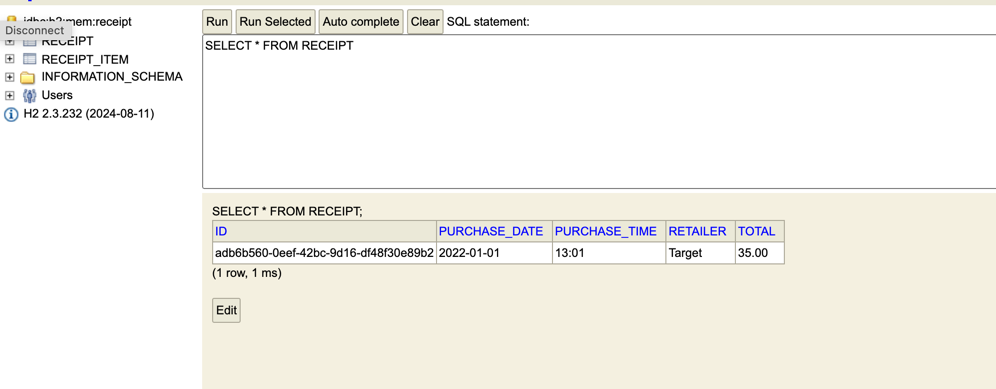 jdbc:h2:mem:receipt
Disconnect
RECEIPT
RECEIPT_ITEM
INFORMATION_SCHEMA
Users
H2 2.3.232 (2024-08-11)
Run Run Selected Auto complete Clear SQL statement:
SELECT * FROM RECEIPT
SELECT * FROM RECEIPT;
ID PURCHASE_DATE PURCHASE_TIME RETAILER TOTAL
adb6b560-0eef-42bc-9d16-df48f30e89b2 2022-01-01 13:01 Target 35.00
(1 row, 1 ms)
Edit